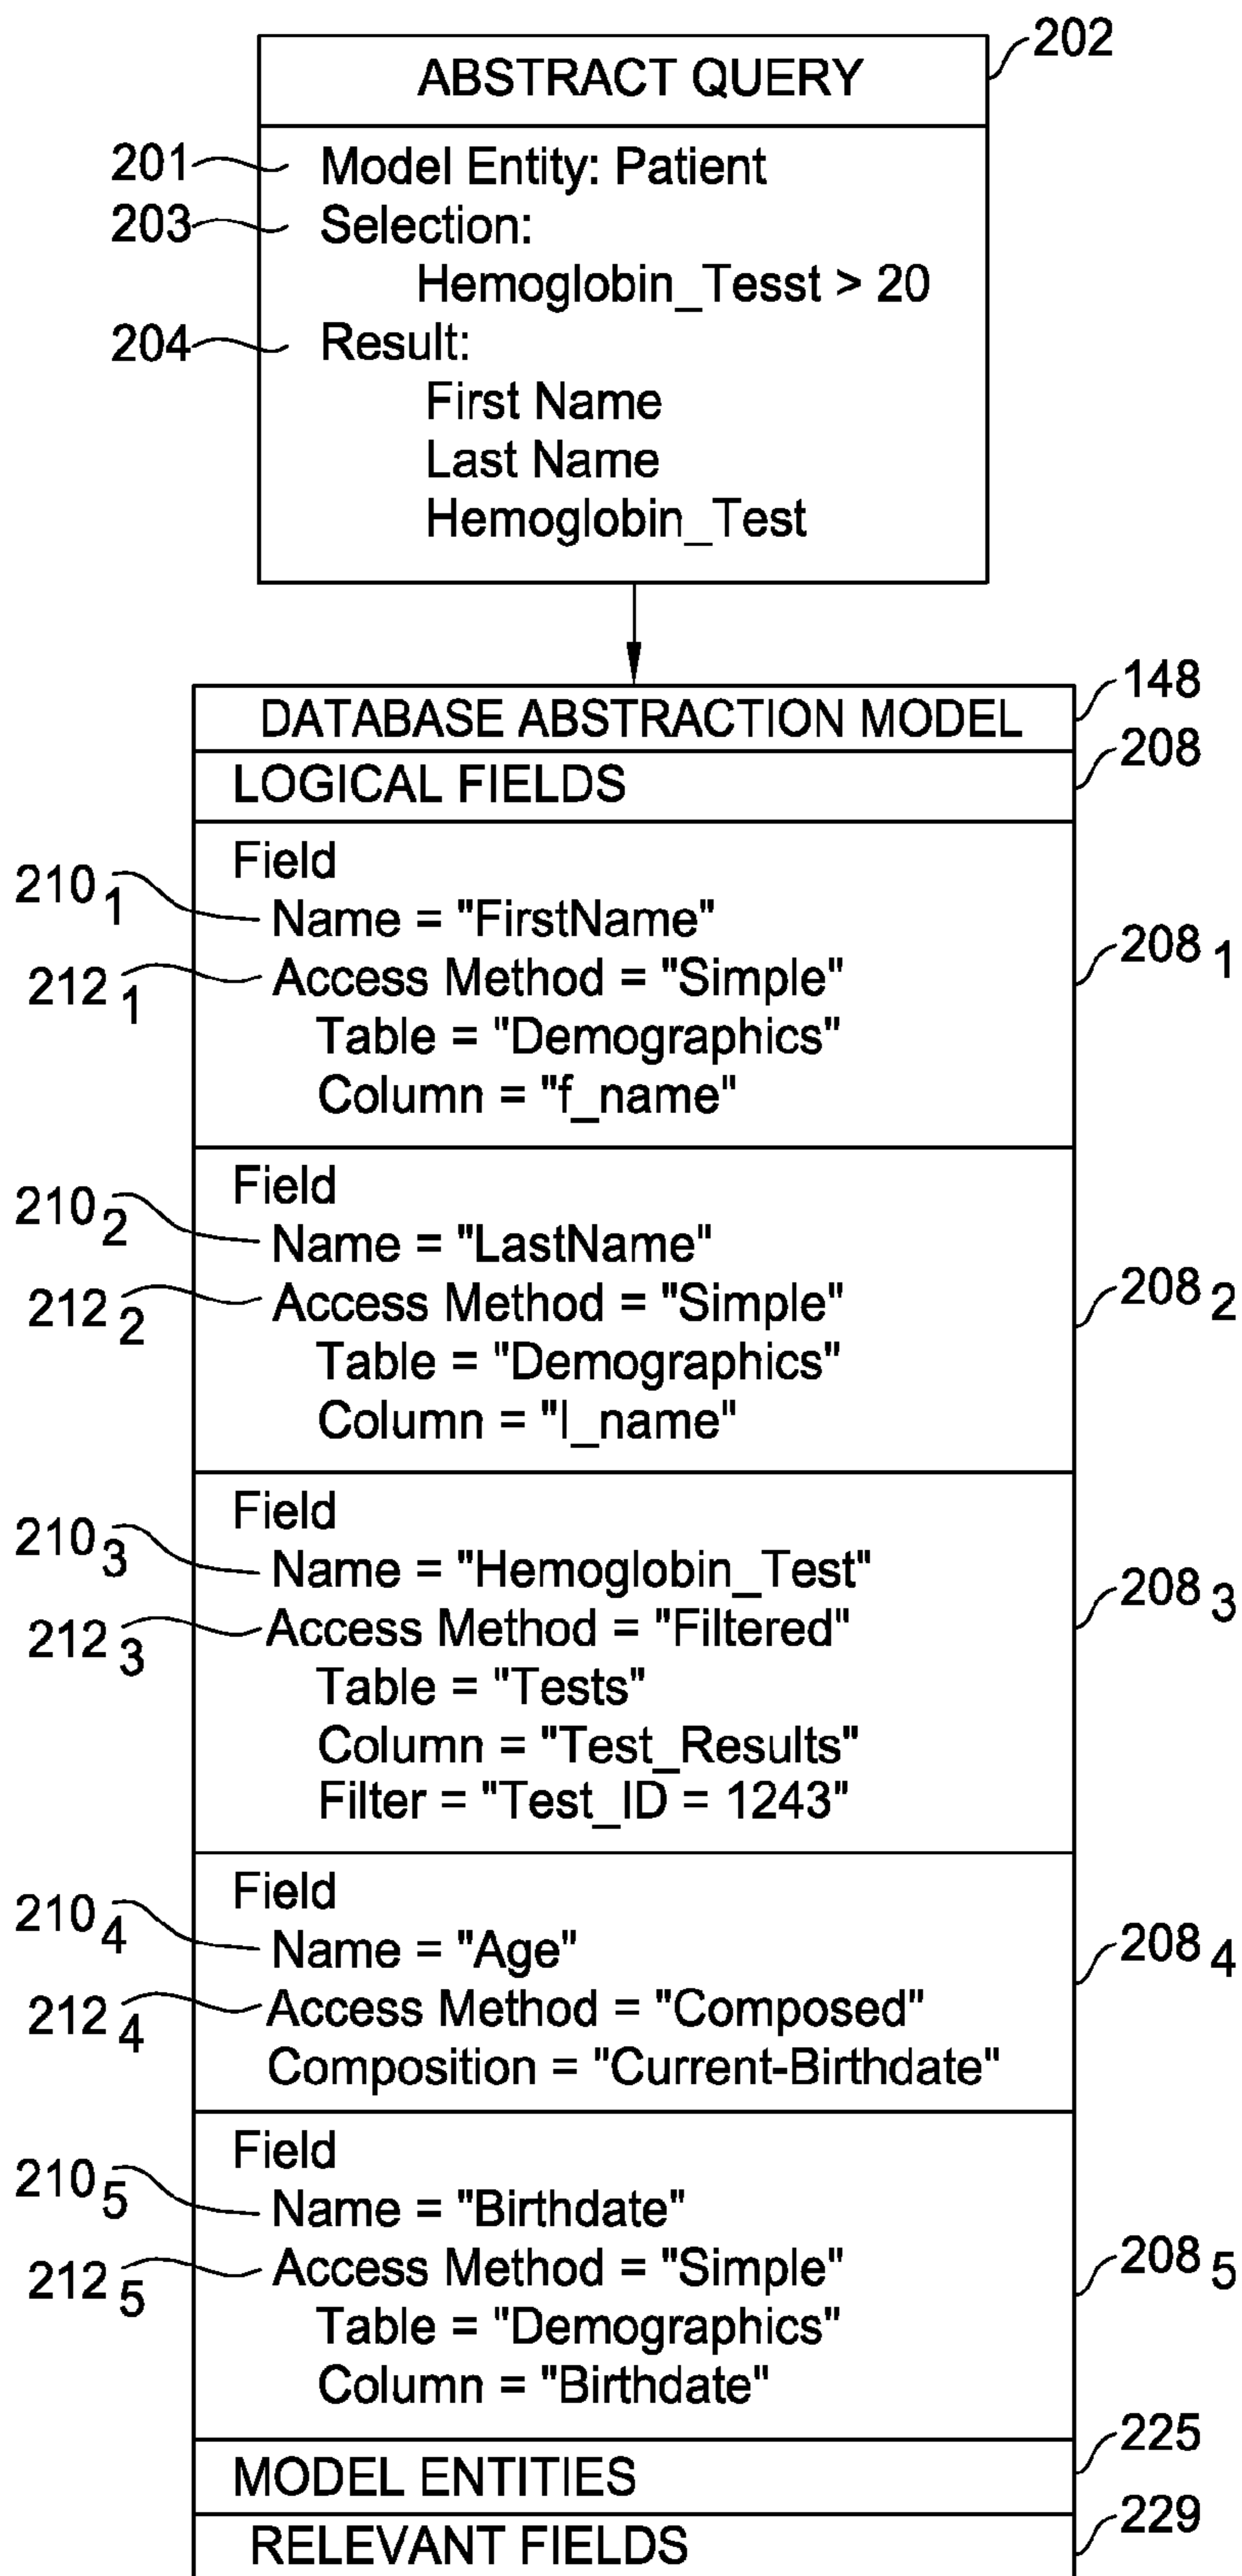 202
ABSTRACT QUERY
201 Model Entity: Patient
203 Selection:
Hemoglobin_Tesst > 20
204 Result:
First Name
Last Name
Hemoglobin_Test
148
DATABASE ABSTRACTION MODEL
208
LOGICAL FIELDS
Field
210 1 Name = "FirstName"
208 1
212 1 Access Method = "Simple"
Table = "Demographics"
Column = "f_name"
Field
210 2 Name = "LastName"
212 2 Access Method = "Simple" 208 2
Table = "Demographics"
Column = "l_name"
Field
210 3 Name = "Hemoglobin_Test"
208 3
212 3 Access Method = "Filtered"
Table = "Tests"
Column = "Test_Results"
Filter = "Test_ID = 1243"
Field
210 4 Name = "Age" 208 4
212 4 Access Method = "Composed"
Composition = "Current-Birthdate"
Field
210 5 Name = "Birthdate"
212 5 Access Method = "Simple" 208 5
Table = "Demographics"
Column = "Birthdate"
225
MODEL ENTITIES
229
RELEVANT FIELDS